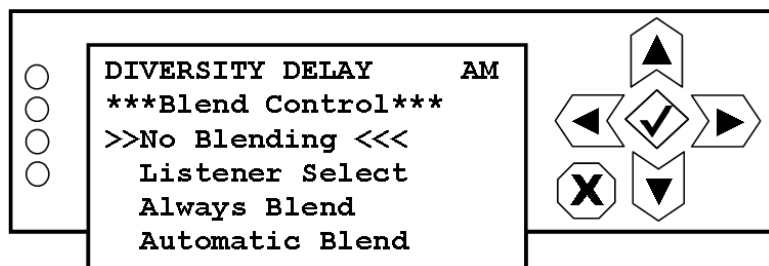 DIVERSITY DELAY AM
***Blend Control***
>>No Blending <<<
Listener Select
Always Blend
Automatic Blend
X